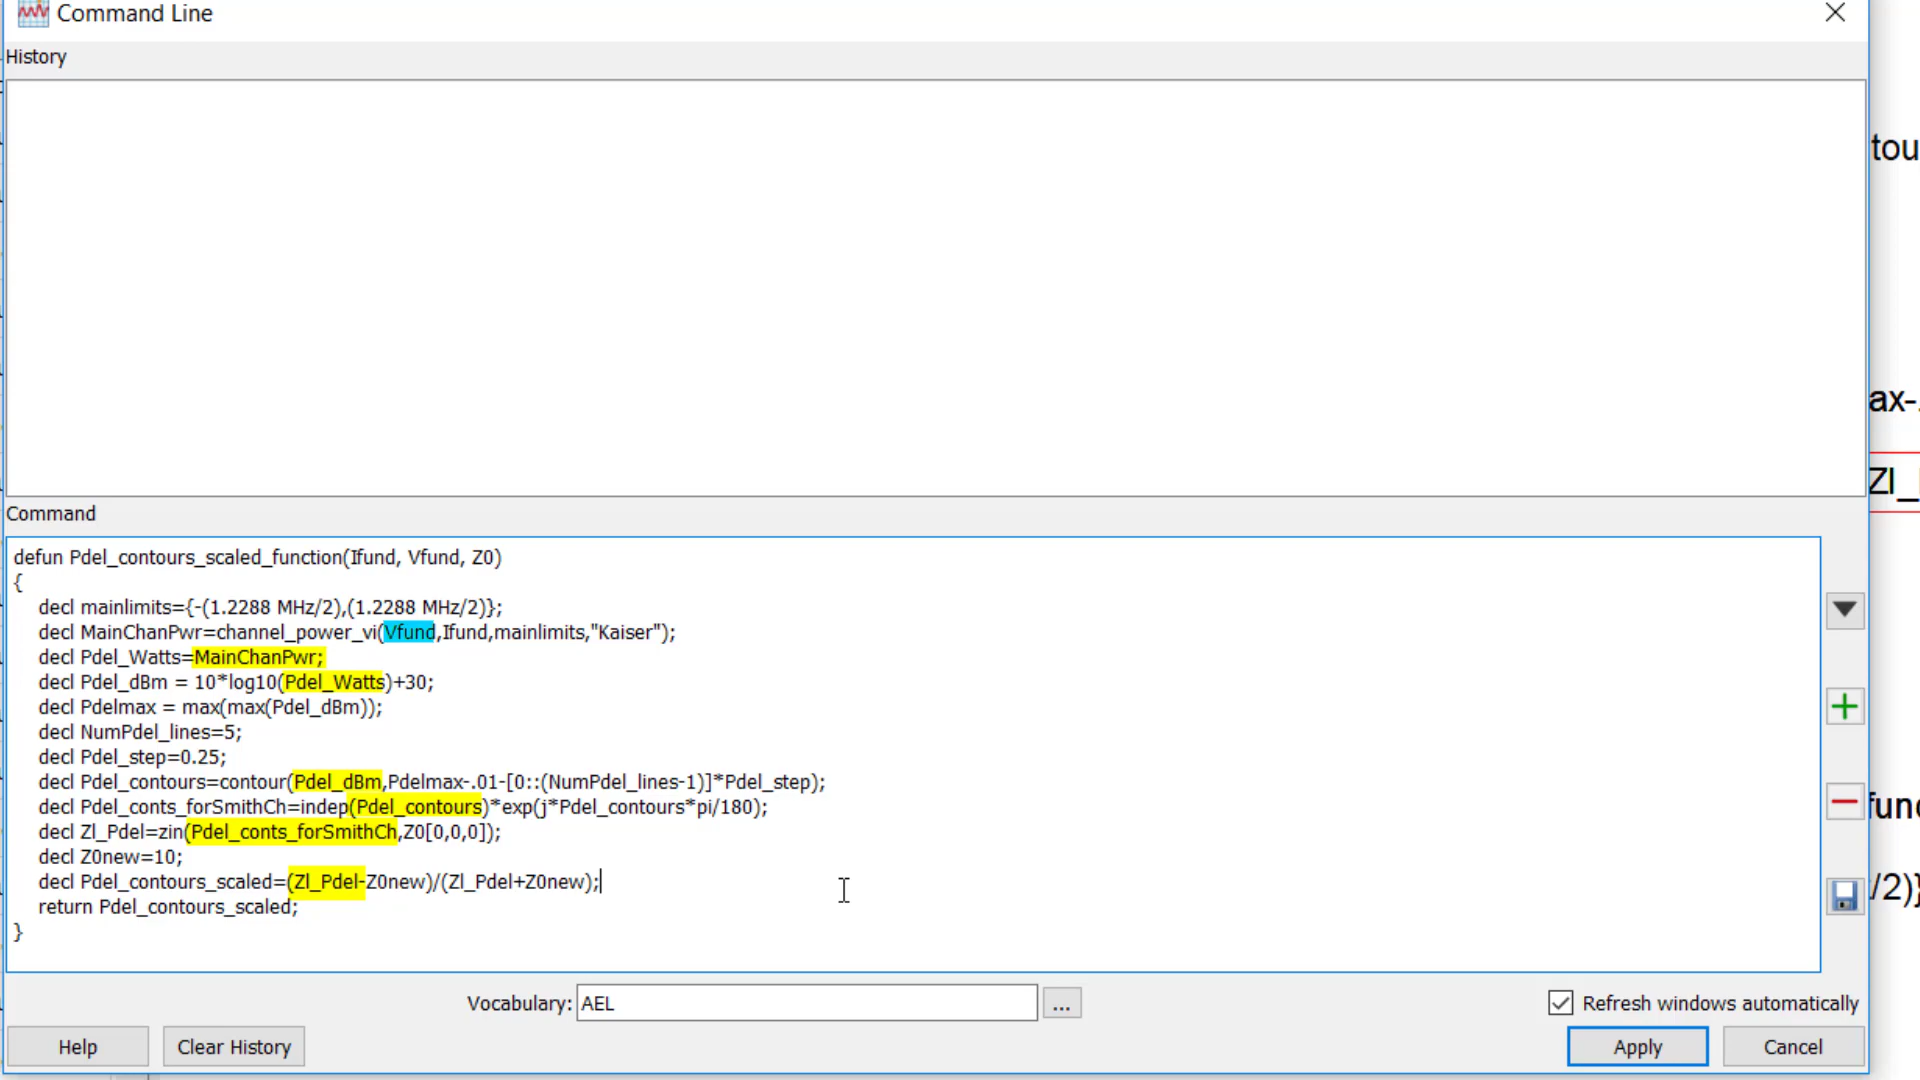 Command Line
History
tou
ax-.
Zl_
Command
defun Pdel_contours_scaled_function(Ifund, Vfund, Z0)
{
decl mainlimits={-(1.2288 MHz/2),(1.2288 MHz/2)};
decl MainChanPwr=channel_power_vi(Vfund,Ifund,mainlimits,"Kaiser");
decl Pdel_Watts=MainChanPwr;
decl Pdel_dBm = 10*log10(Pdel_Watts)+30;
decl Pdelmax = max(max(Pdel_dBm));
decl NumPdel_lines=5;
decl Pdel_step=0.25;
decl Pdel_contours=contour(Pdel_dBm,Pdelmax-.01-[0::(NumPdel_lines-1)]*Pdel_step);
decl Pdel_conts_forSmithCh=indep(Pdel_contours)*exp(j*Pdel_contours*pi/180);
decl Zl_Pdel=zin(Pdel_conts_forSmithCh,Z0[0,0,0]);
decl Z0new=10;
decl Pdel_contours_scaled=(Zl_Pdel-Z0new)/(Zl_Pdel+Z0new);
return Pdel_contours_scaled;
}
func
/2)}
Vocabulary: AEL ...
Refresh windows automatically
Help Clear History Apply Cancel